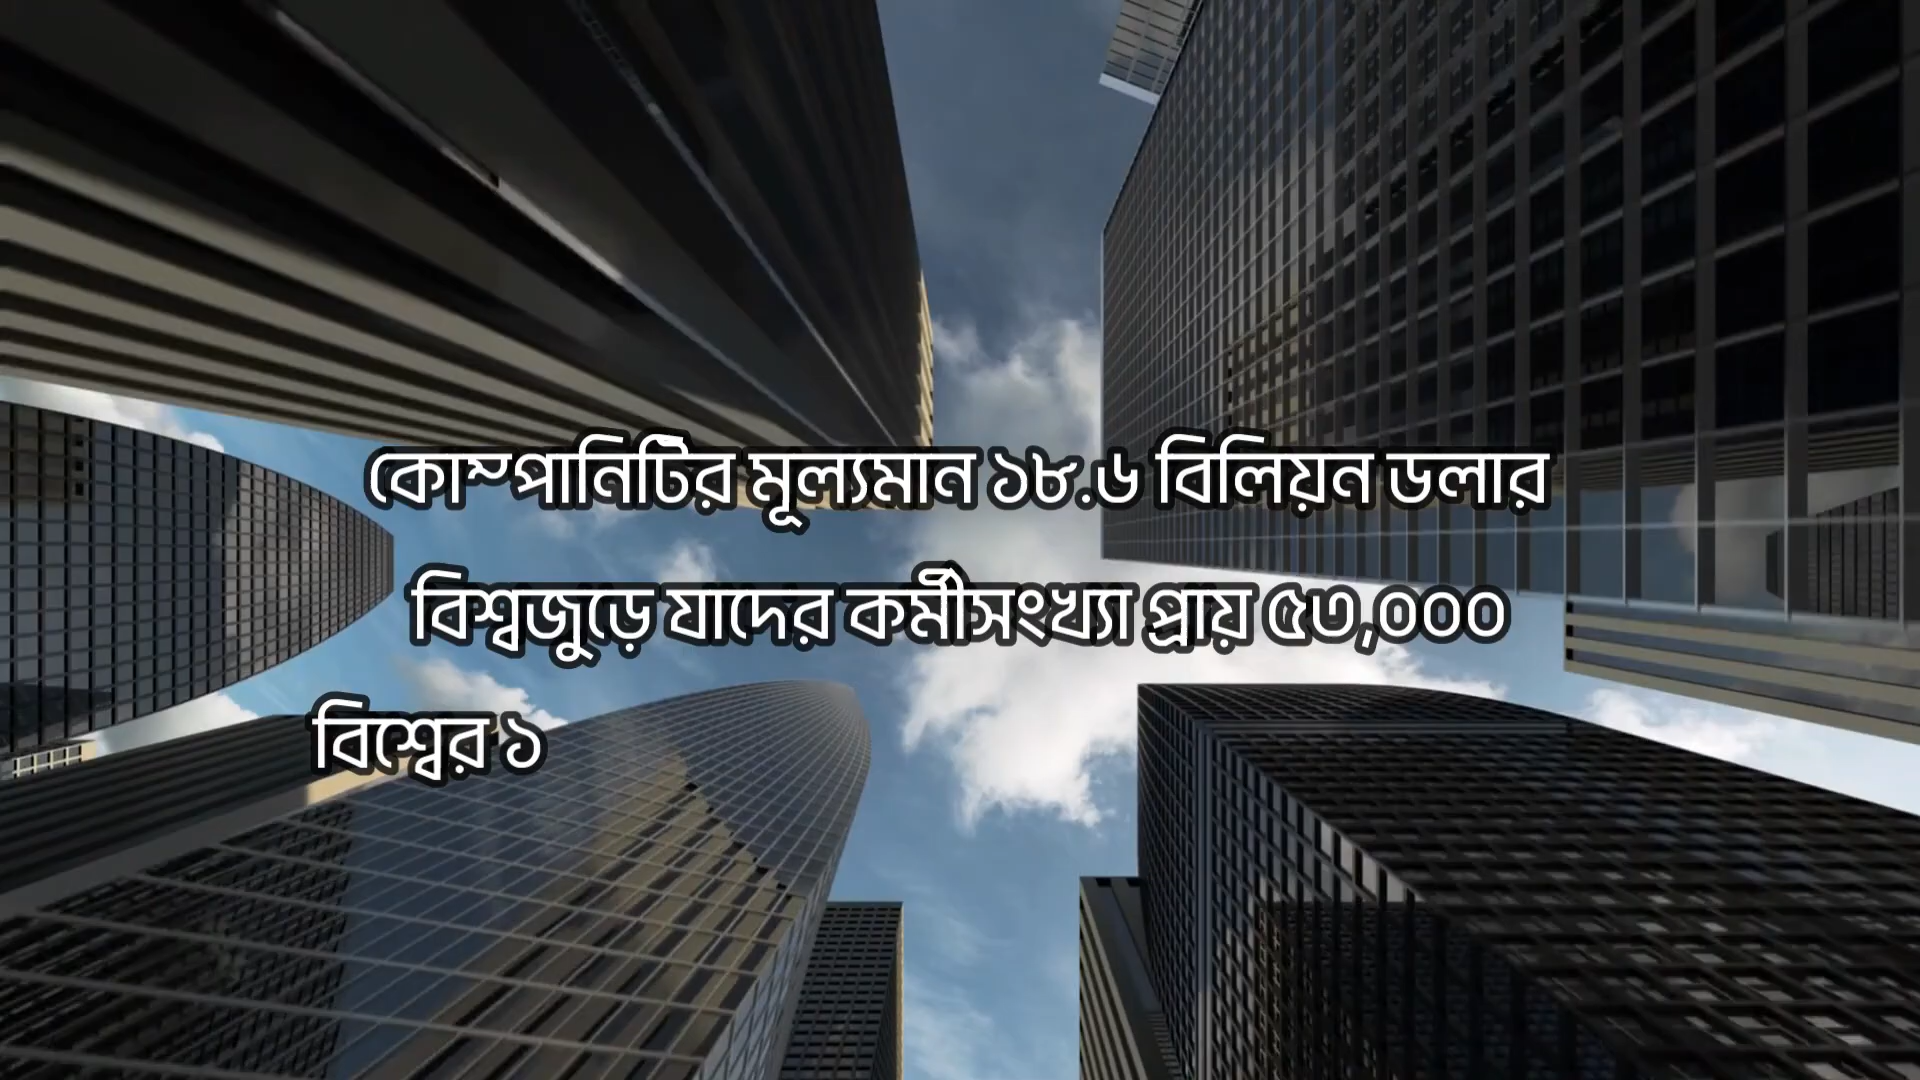 কোম্পানিটির মূল্যমান ১৮.৬ বিলিয়ন ডলার
বিশ্বজুড়ে যাদের কর্মীসংখ্যা প্রায় ৫৩,০০০
বিশ্বের ১